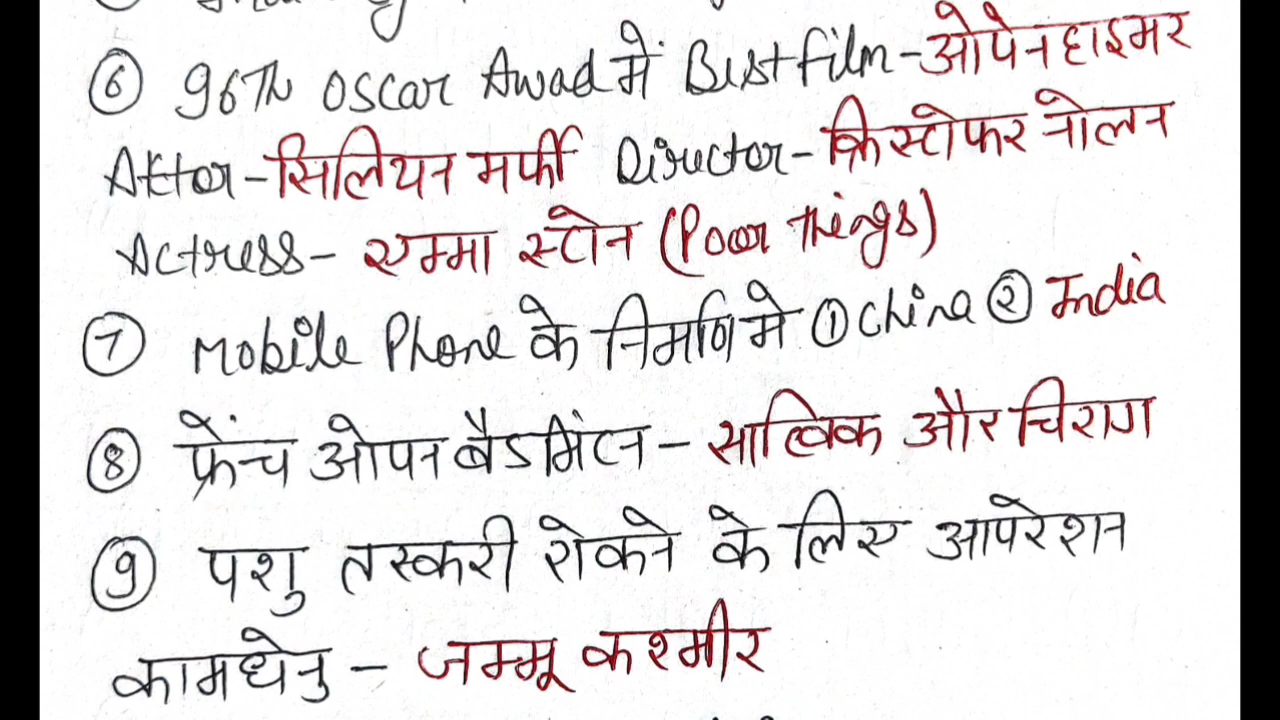 ⑥ 96Th Oscar Awad में Best film - ओपेनहाइमर
Aktor - सिलियन मर्फी Director - क्रिस्टोफर नोलन
Actress - एम्मा स्टोन (Poor things)
⑦ Mobile Phone के निर्माण मे ① China ② India
⑧ फ्रेंन्च ओपन बैडमिंटन - सात्विक और चिराग
⑨ पशु तस्करी रोकने के लिए आपरेशन
कामधेनु - जम्मू कश्मीर